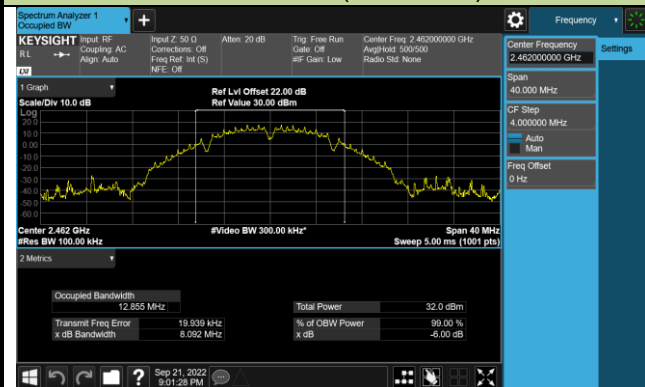 Spectrum Analyzer 1
Occupied BW
+
Frequency
KEYSIGHT
RL
Input: RF
Coupling: AC
Align: Auto
Input Z: 50 Ω
Corrections: Off
Freq Ref: Int (S)
NFE: Off
Atten: 20 dB
Trig: Free Run
Gate: Off
#IF Gain: Low
Center Freq: 2.462000000 GHz
Avg|Hold: 500/500
Radio Std: None
Center Frequency
2.462000000 GHz
Settings
Span
40.000 MHz
CF Step
4.000000 MHz
Auto
Man
Freq Offset
0 Hz
1 Graph
Scale/Div 10.0 dB
Ref Lvl Offset 22.00 dB
Ref Value 30.00 dBm
Log
20.0
10.0
0.00
-10.0
-20.0
-30.0
-40.0
-50.0
-60.0
Center 2.462 GHz
#Res BW 100.00 kHz
#Video BW 300.00 kHz*
Span 40 MHz
Sweep 5.00 ms (1001 pts)
2 Metrics
Occupied Bandwidth
12.855 MHz
Total Power 32.0 dBm
Transmit Freq Error 19.939 kHz
% of OBW Power 99.00 %
x dB Bandwidth 8.092 MHz
x dB -6.00 dB
?
Sep 21, 2022
9:01:28 PM